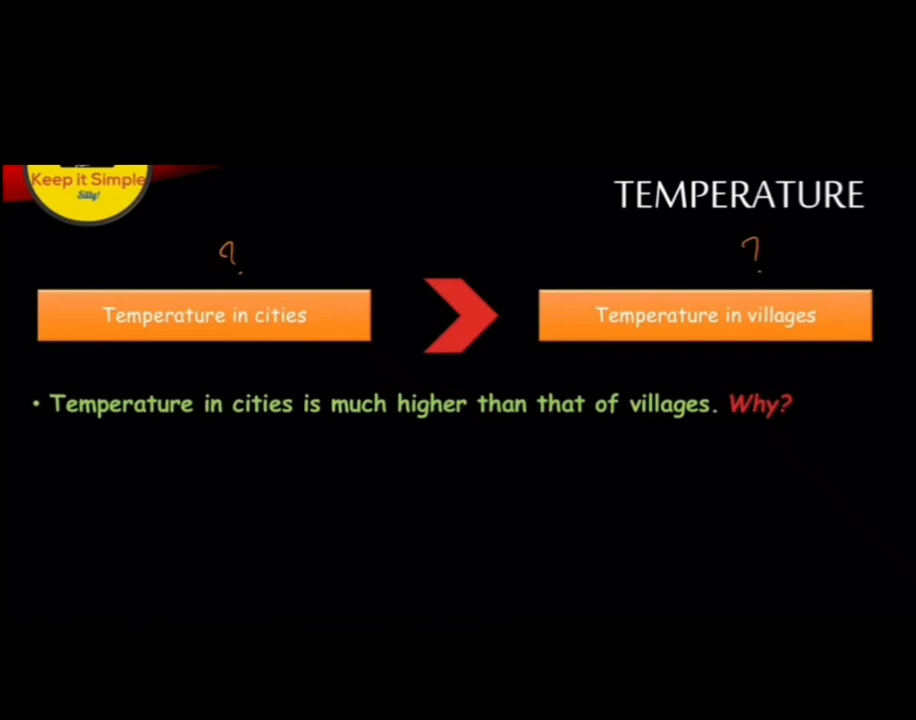 Keep it Simple
Silly!
TEMPERATURE
? ?
Temperature in cities
Temperature in villages
• Temperature in cities is much higher than that of villages. Why?